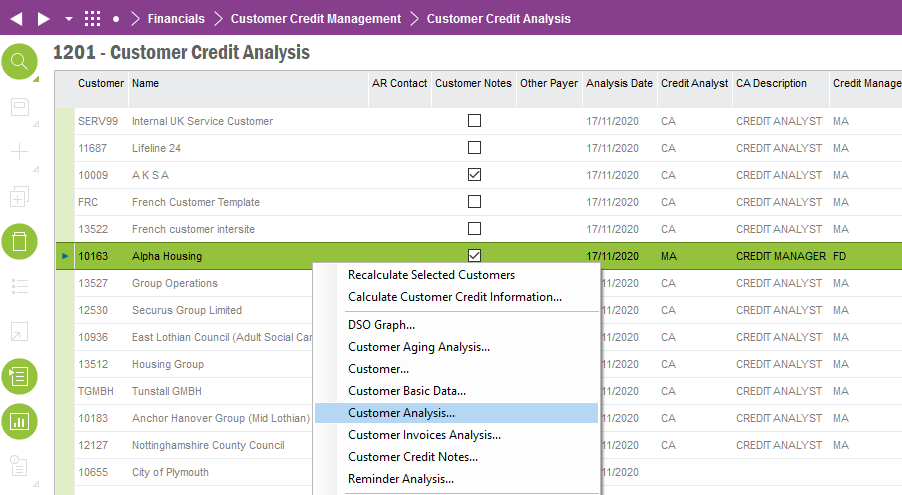 Financials Customer Credit Management Customer Credit Analysis
1201 - Customer Credit Analysis
Customer Name AR Contact Customer Notes Other Payer Analysis Date Credit Analyst CA Description Credit Manage
SERV99 Internal UK Service Customer 17/11/2020 CA CREDIT ANALYST MA
11687 Lifeline 24 17/11/2020 CA CREDIT ANALYST MA
10009 A K S A 17/11/2020 CA CREDIT ANALYST MA
FRC French Customer Template 17/11/2020 CA CREDIT ANALYST MA
13522 French customer intersite 17/11/2020 CA CREDIT ANALYST MA
10163 Alpha Housing 17/11/2020 MA CREDIT MANAGER FD
13527 Group Operations 11/2020 CA CREDIT ANALYST MA
12530 Securus Group Limited 11/2020 CA CREDIT ANALYST MA
10936 East Lothian Council (Adult Social Car 11/2020 CA CREDIT ANALYST MA
13512 Housing Group 11/2020 CA CREDIT ANALYST MA
TGMBH Tunstall GMBH 11/2020 CA CREDIT ANALYST MA
10183 Anchor Hanover Group (Mid Lothian) 11/2020 CA CREDIT ANALYST MA
12127 Nottinghamshire County Council 11/2020 CA CREDIT ANALYST MA
10655 City of Plymouth 11/2020
Recalculate Selected Customers
Calculate Customer Credit Information...
DSO Graph...
Customer Aging Analysis...
Customer...
Customer Basic Data...
Customer Analysis...
Customer Invoices Analysis...
Customer Credit Notes...
Reminder Analysis...